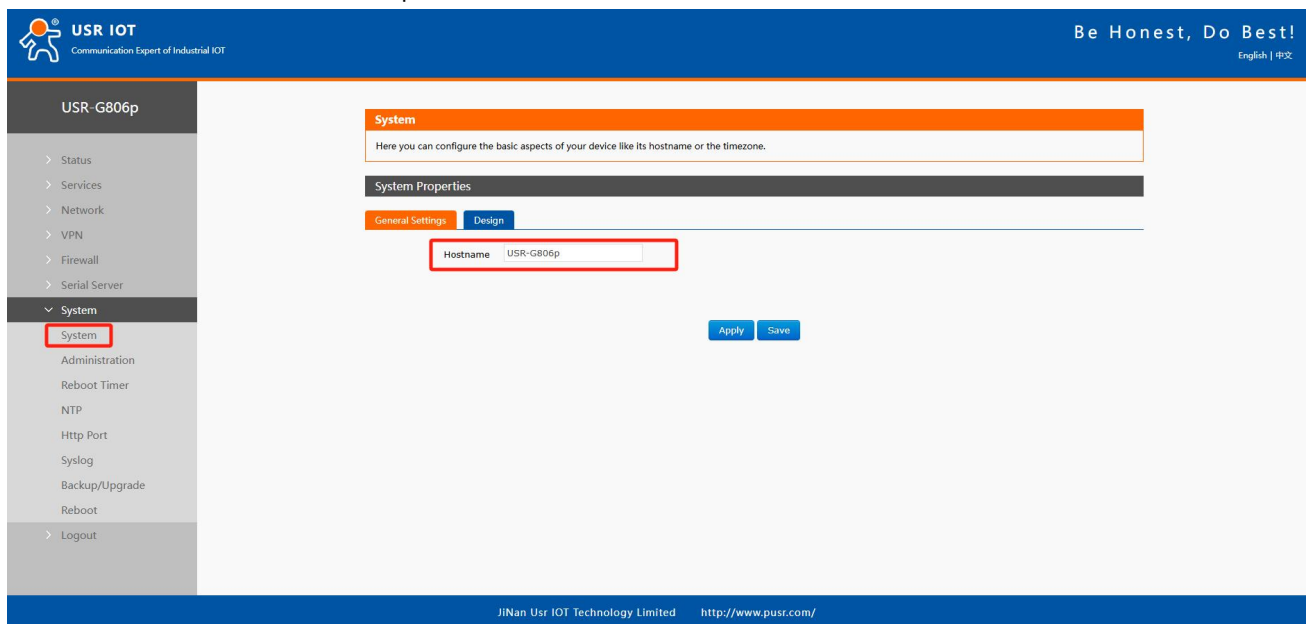 USR IOT
Communication Expert of Industrial IOT
Be Honest, Do Best!
English | 中文
USR-G806p
Status
Services
Network
VPN
Firewall
Serial Server
System
System
Administration
Reboot Timer
NTP
Http Port
Syslog
Backup/Upgrade
Reboot
Logout
System
Here you can configure the basic aspects of your device like its hostname or the timezone.
System Properties
General Settings Design
Hostname USR-G806p
Apply Save
JiNan Usr IOT Technology Limited http://www.pusr.com/